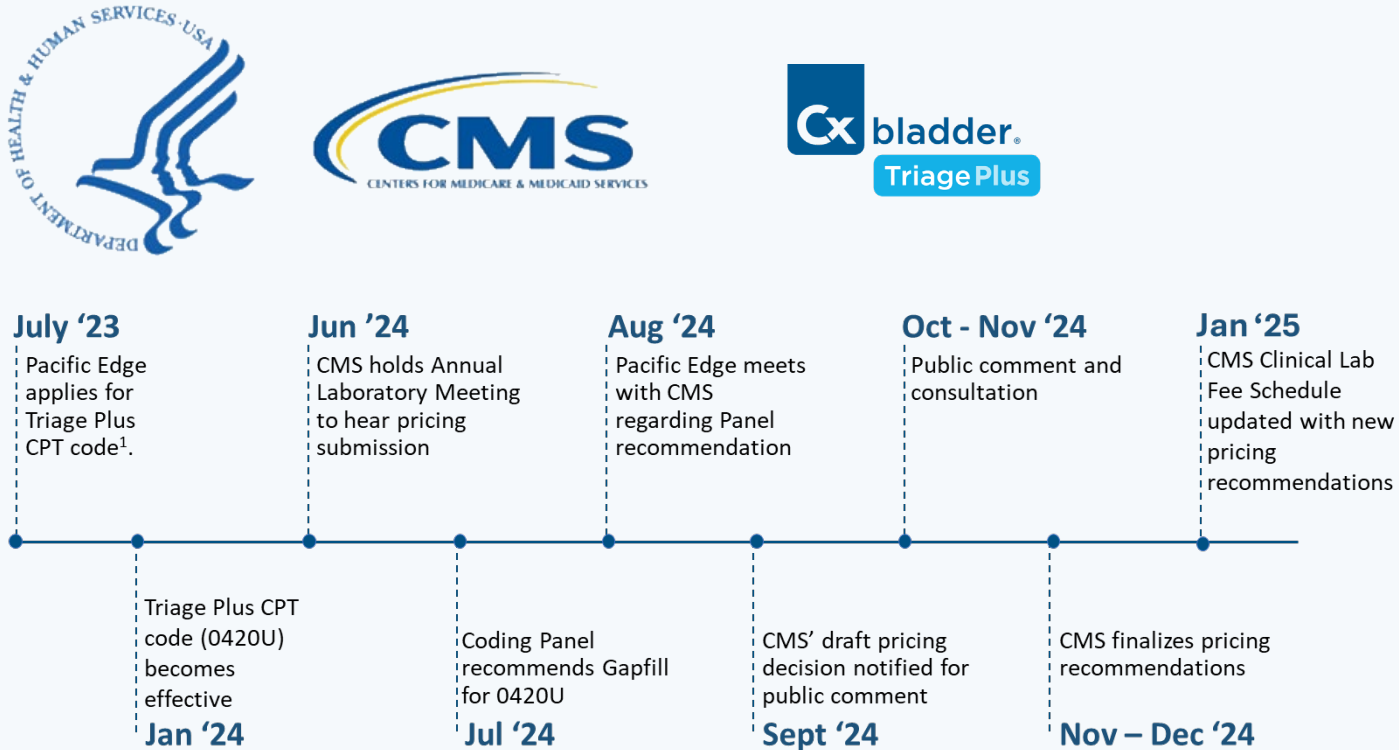 DEPARTMENT OF HEALTH & HUMAN SERVICES·USA
CMS
CENTERS FOR MEDICARE & MEDICAID SERVICES
Cx bladder®
Triage Plus
July ‘23
Pacific Edge
applies for
Triage Plus
CPT code¹.
Jun ’24
CMS holds Annual
Laboratory Meeting
to hear pricing
submission
Aug ‘24
Pacific Edge meets
with CMS
regarding Panel
recommendation
Oct - Nov ‘24
Public comment and
consultation
Jan ‘25
CMS Clinical Lab
Fee Schedule
updated with new
pricing
recommendations
Triage Plus CPT
code (0420U)
becomes
effective
Jan ‘24
Coding Panel
recommends Gapfill
for 0420U
Jul ‘24
CMS’ draft pricing
decision notified for
public comment
Sept ‘24
CMS finalizes pricing
recommendations
Nov – Dec ‘24